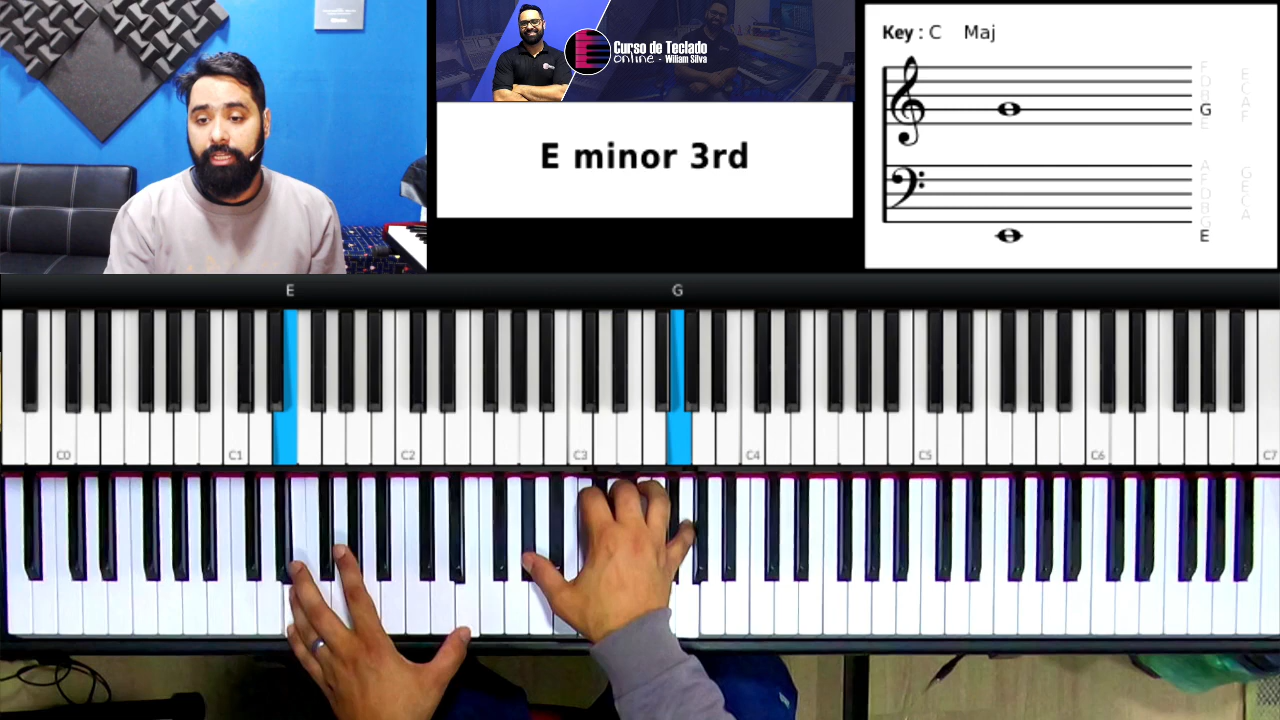 Curso de Teclado
online - Wiliam Silva
E minor 3rd
Key : C Maj
F
D
B
G
E
E
C
A
F
A
F
D
B
G
E
G
E
C
A
E
G
C0
C1
C2
C3
C4
C5
C6
C7